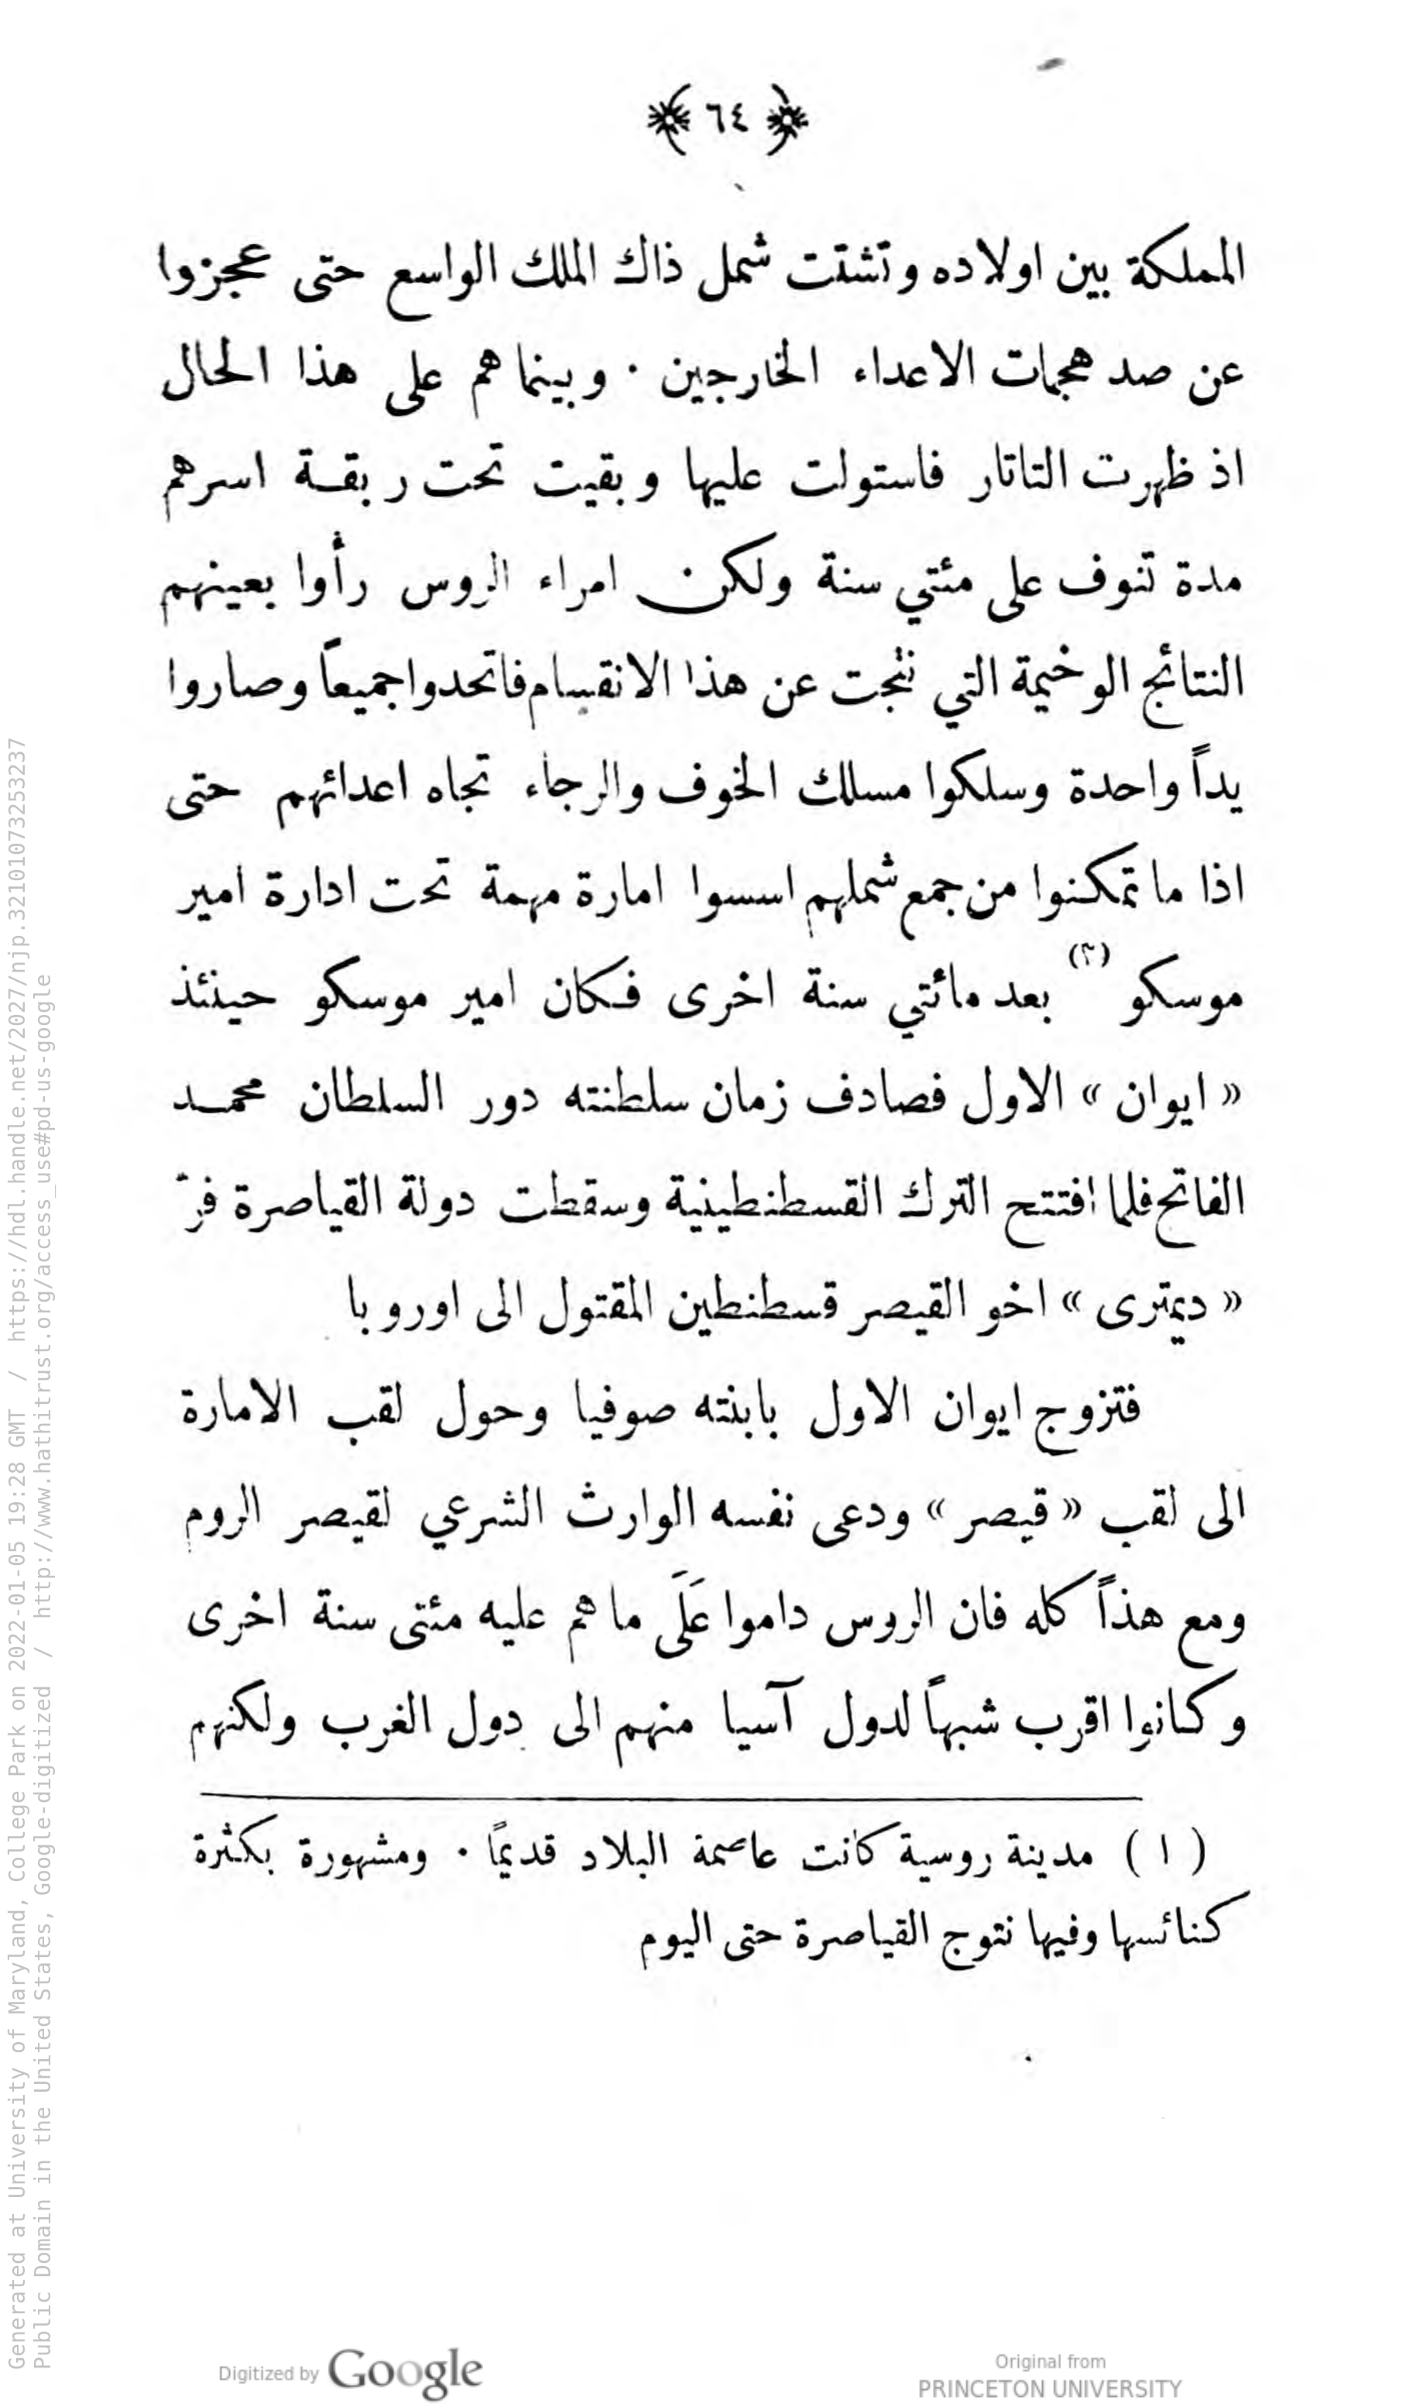 ﴿ ٦٤ ﴾
المملكة بين اولاده وتشتت شمل ذاك الملك الواسع حتى عجزوا
عن صد هجمات الاعداء الخارجين · وبينما هم على هذا الحال
اذ ظهرت التاتار فاستولت عليها وبقيت تحت ربقة اسرهم
مدة تنوف على مئتي سنة ولكن امراء الروس رأوا بعينهم
النتائج الوخيمة التي نتجت عن هذا الانقسام فاتحدوا جميعاً وصاروا
يداً واحدة وسلكوا مسلك الخوف والرجاء تجاه اعدائهم حتى
اذا ما تمكنوا من جمع شملهم اسسوا امارة مهمة تحت ادارة امير
موسكو (٣) بعد مائتي سنة اخرى فكان امير موسكو حينئذ
« ايوان » الاول فصادف زمان سلطنته دور السلطان محمد
الفاتح فلما افتتح الترك القسطنطينية وسقطت دولة القياصرة فرّ
« ديمترى » اخو القيصر قسطنطين المقتول الى اوروبا
فتزوج ايوان الاول بابنته صوفيا وحول لقب الامارة
الى لقب « قيصر » ودعى نفسه الوارث الشرعي لقيصر الروم
ومع هذاً كله فان الروس داموا عَلَى ما هم عليه مئتى سنة اخرى
وكانوا اقرب شبهاً لدول آسيا منهم الى دول الغرب ولكنهم
( ١ ) مدينة روسية كانت عاصمة البلاد قديمًا · ومشهورة بكثرة
كنائسها وفيها نتوج القياصرة حتى اليوم
Generated at University of Maryland, College Park on 2022-01-05 19:28 GMT / https://hdl.handle.net/2027/njp.32101073253237
Public Domain in the United States, Google-digitized / http://www.hathitrust.org/access_use#pd-us-google
Digitized by Google
Original from
PRINCETON UNIVERSITY